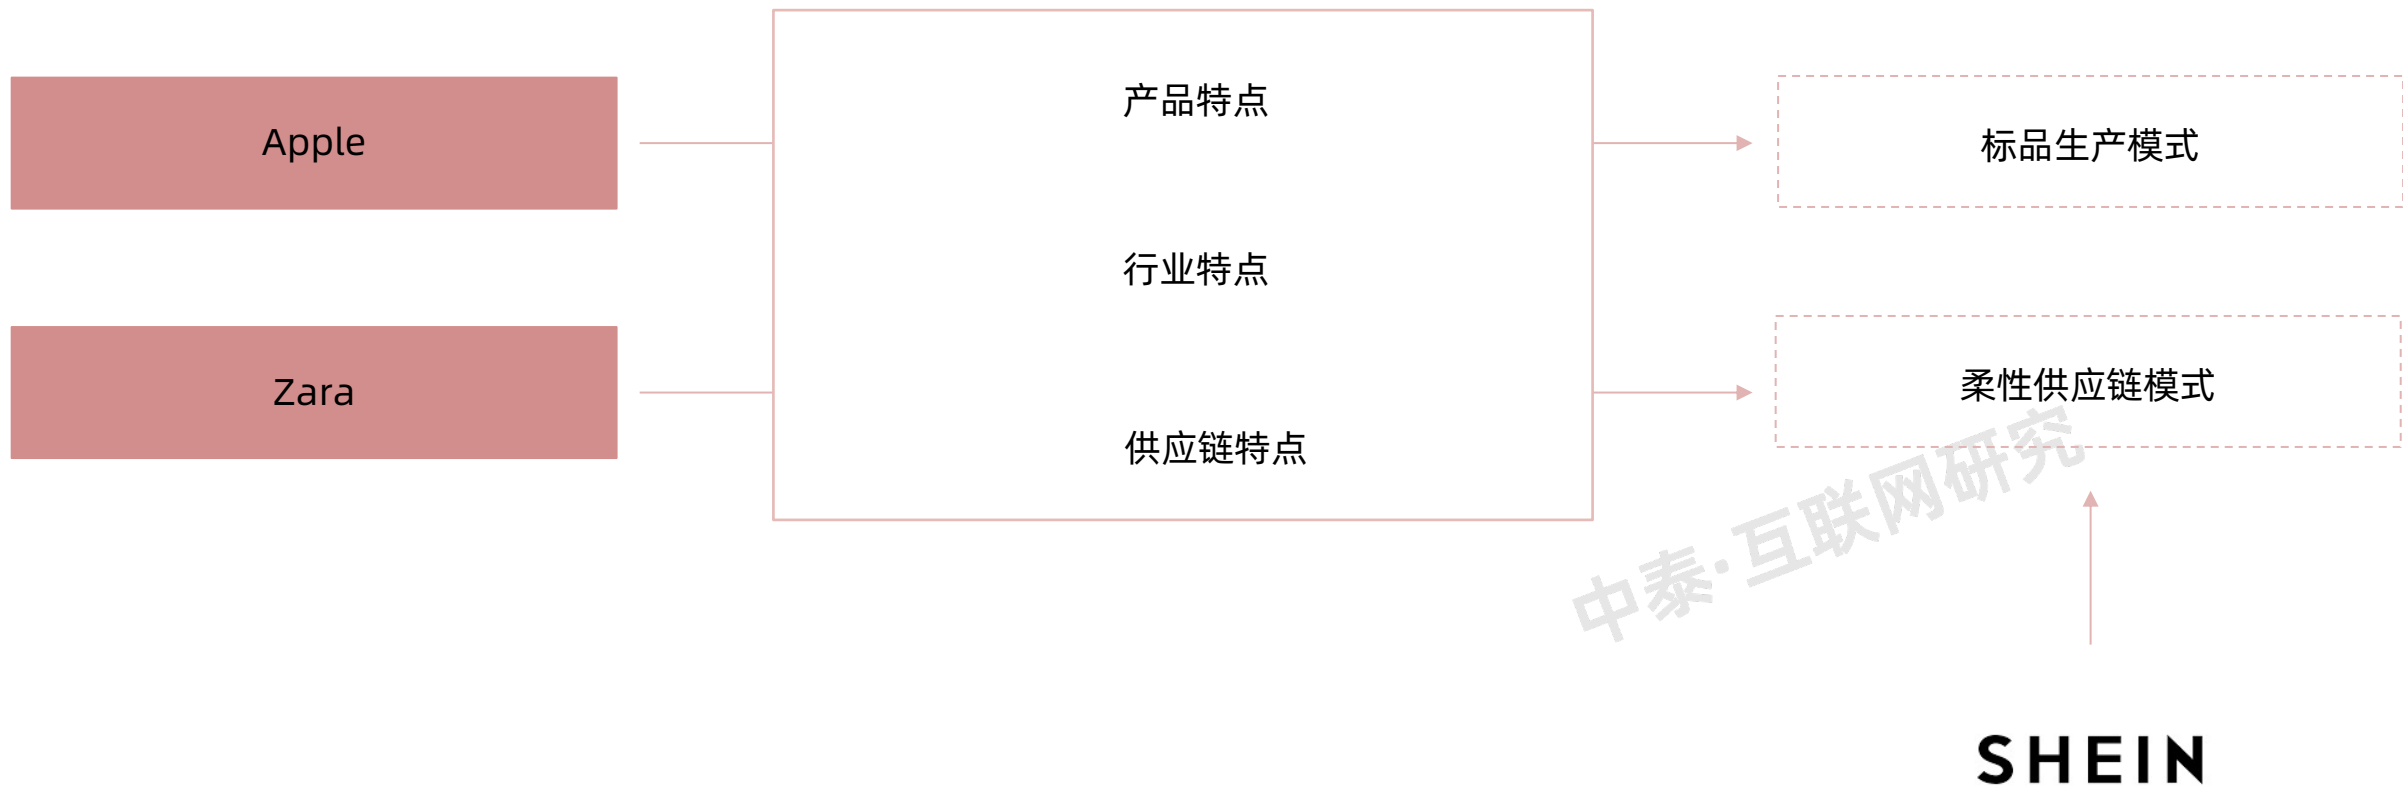 产品特点
Apple
标品生产模式
行业特点
Zara
柔性供应链模式
供应链特点
中泰·互联网研究
SHEIN